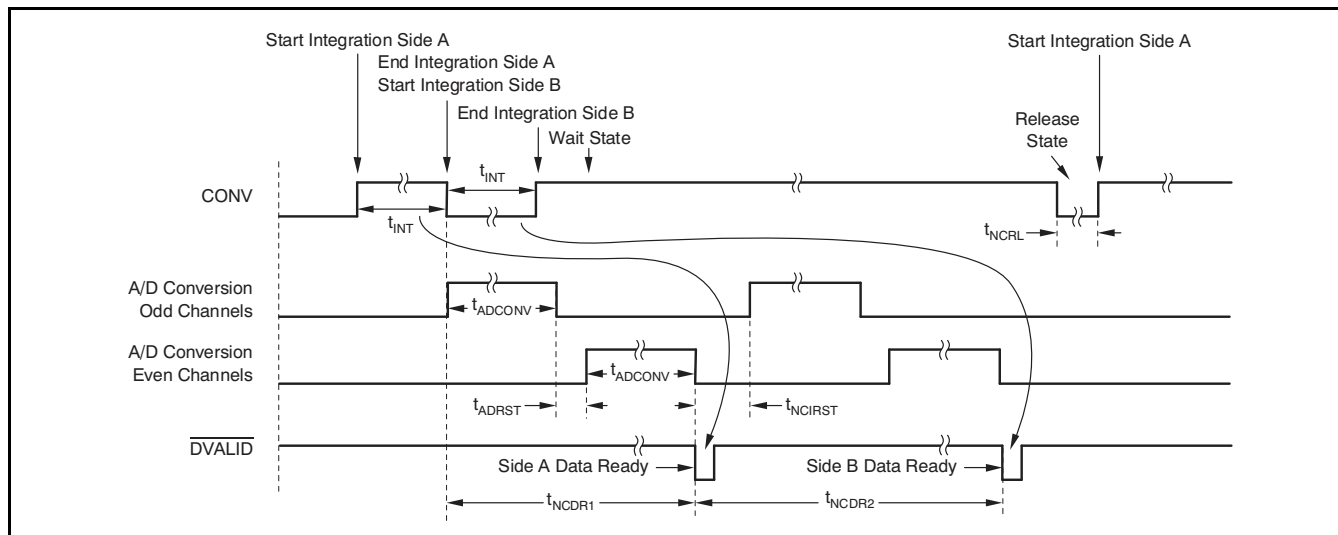 Start Integration Side A
End Integration Side A
Start Integration Side B
End Integration Side B
Wait State
Release
State
Start Integration Side A
CONV
tINT
tINT
tNCRL
A/D Conversion
Odd Channels
tADCONV
A/D Conversion
Even Channels
tADCONV
tADRST
tNCIRST
DVALID
Side A Data Ready
Side B Data Ready
tNCDR1
tNCDR2